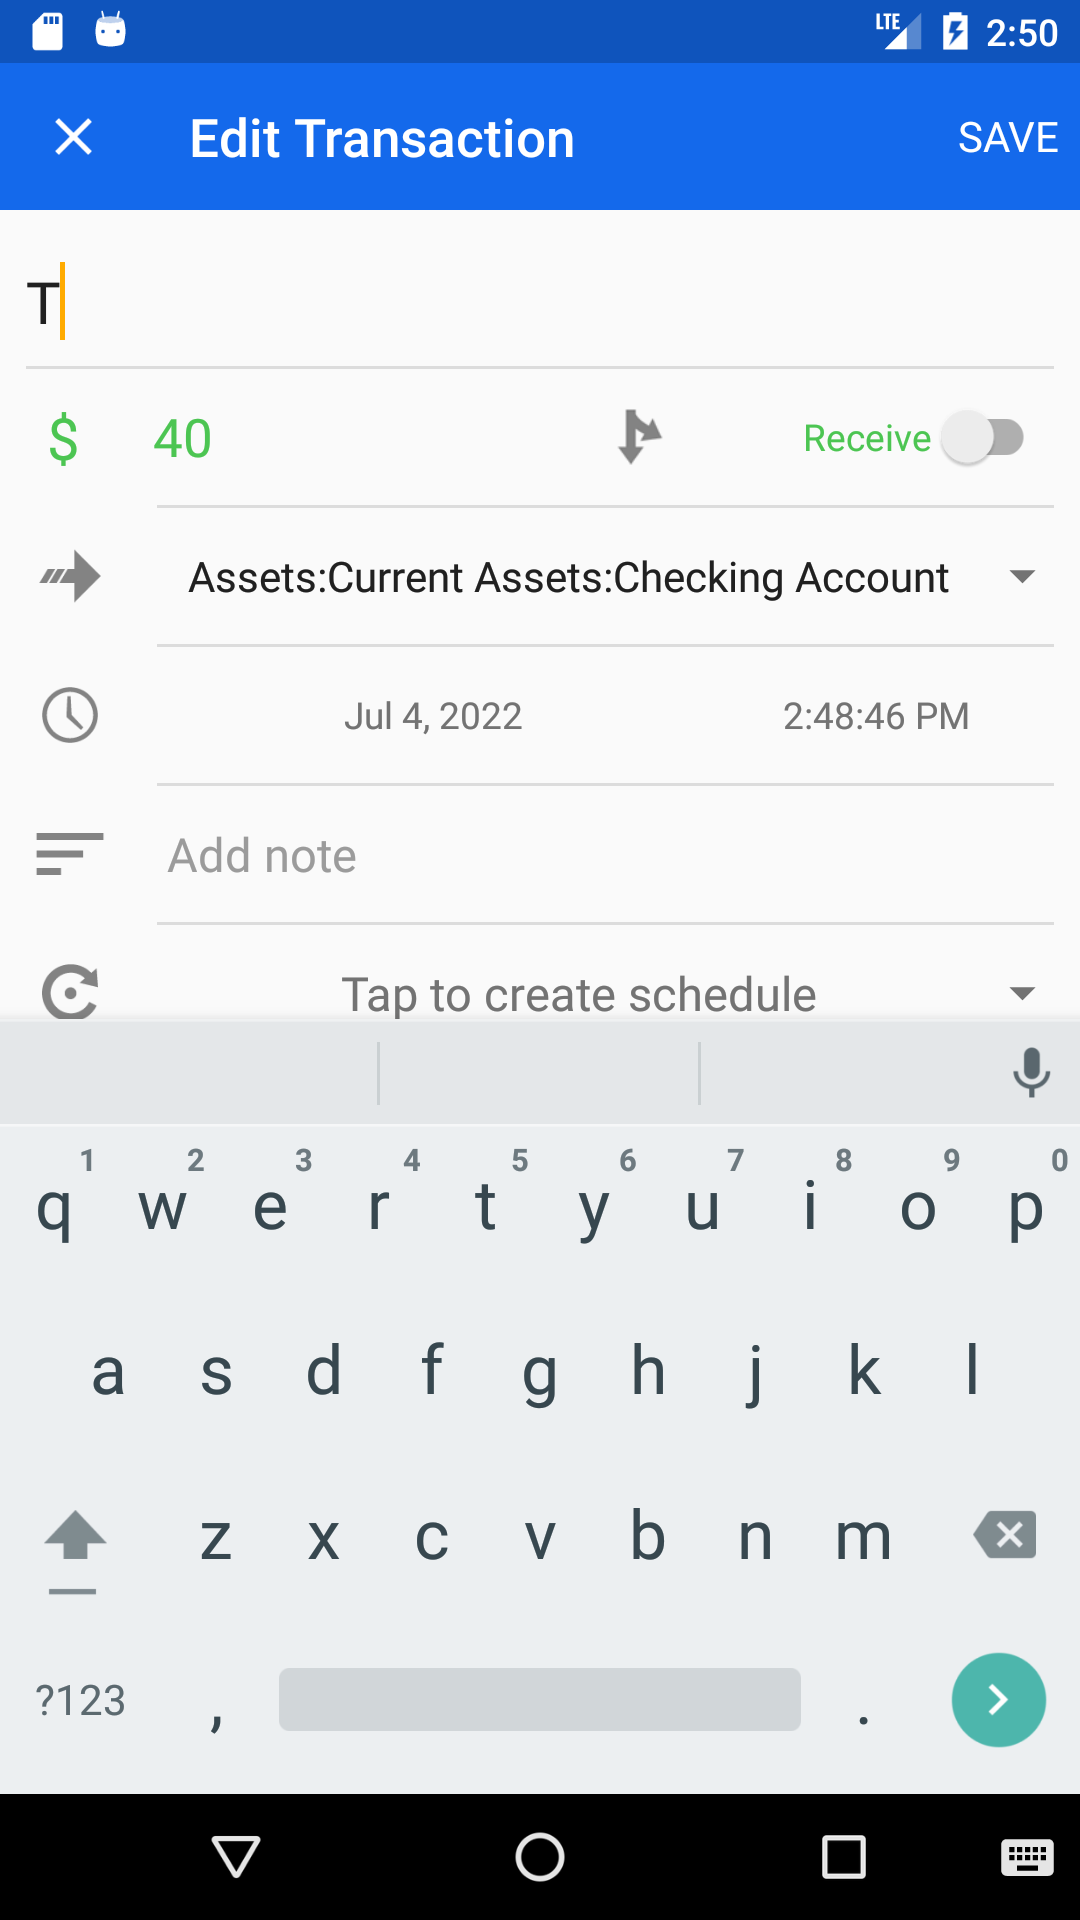 LTE 2:50
Edit Transaction SAVE
T
$ 40 Receive
Assets:Current Assets:Checking Account
Jul 4, 2022 2:48:46 PM
Add note
Tap to create schedule
1 2 3 4 5 6 7 8 9 0
q w e r t y u i o p
a s d f g h j k l
z x c v b n m
?123 , .